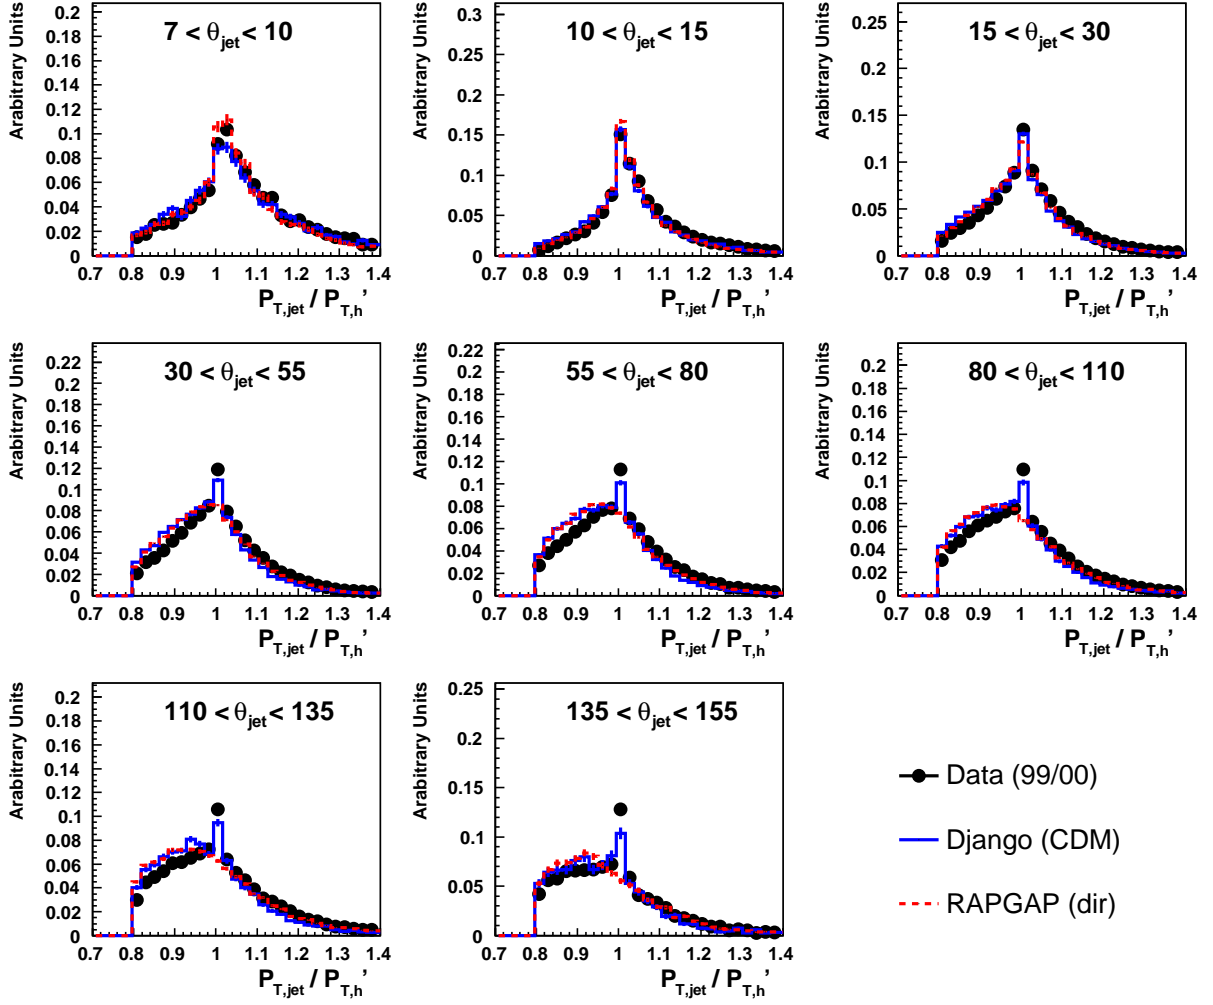 Arabitrary Units
7 < θjet < 10
0.2
0.18
0.16
0.14
0.12
0.1
0.08
0.06
0.04
0.02
0
0.7 0.8 0.9 1 1.1 1.2 1.3 1.4
PT,jet / PT,h’
Arabitrary Units
10 < θjet < 15
0.3
0.25
0.2
0.15
0.1
0.05
0
0.7 0.8 0.9 1 1.1 1.2 1.3 1.4
PT,jet / PT,h’
Arabitrary Units
15 < θjet < 30
0.25
0.2
0.15
0.1
0.05
0
0.7 0.8 0.9 1 1.1 1.2 1.3 1.4
PT,jet / PT,h’
Arabitrary Units
30 < θjet < 55
0.22
0.2
0.18
0.16
0.14
0.12
0.1
0.08
0.06
0.04
0.02
0
0.7 0.8 0.9 1 1.1 1.2 1.3 1.4
PT,jet / PT,h’
Arabitrary Units
55 < θjet < 80
0.22
0.2
0.18
0.16
0.14
0.12
0.1
0.08
0.06
0.04
0.02
0
0.7 0.8 0.9 1 1.1 1.2 1.3 1.4
PT,jet / PT,h’
Arabitrary Units
80 < θjet < 110
0.2
0.18
0.16
0.14
0.12
0.1
0.08
0.06
0.04
0.02
0
0.7 0.8 0.9 1 1.1 1.2 1.3 1.4
PT,jet / PT,h’
Arabitrary Units
110 < θjet < 135
0.2
0.18
0.16
0.14
0.12
0.1
0.08
0.06
0.04
0.02
0
0.7 0.8 0.9 1 1.1 1.2 1.3 1.4
PT,jet / PT,h’
Arabitrary Units
135 < θjet < 155
0.25
0.2
0.15
0.1
0.05
0
0.7 0.8 0.9 1 1.1 1.2 1.3 1.4
PT,jet / PT,h’
Data (99/00)
Django (CDM)
RAPGAP (dir)